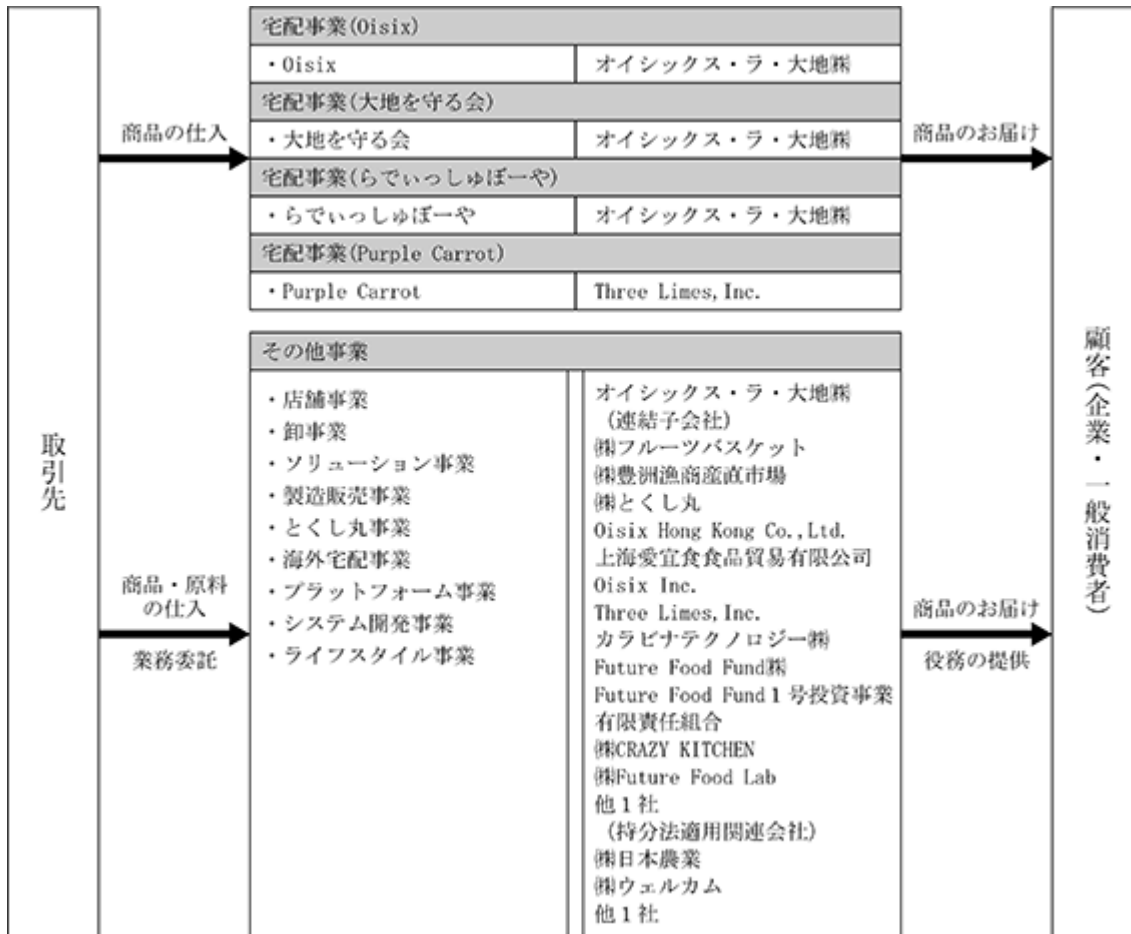 取引先
商品の仕入
商品・原料
の仕入
業務委託
宅配事業(Oisix)
・Oisix
オイシックス・ラ・大地㈱
宅配事業(大地を守る会)
・大地を守る会
オイシックス・ラ・大地㈱
宅配事業(らでぃっしゅぼーや)
・らでぃっしゅぼーや
オイシックス・ラ・大地㈱
宅配事業(Purple Carrot)
・Purple Carrot
Three Limes,Inc.
その他事業
・店舗事業
・卸事業
・ソリューション事業
・製造販売事業
・とくし丸事業
・海外宅配事業
・プラットフォーム事業
・システム開発事業
・ライフスタイル事業
オイシックス・ラ・大地㈱
(連結子会社)
㈱フルーツバスケット
㈱豊洲漁商産直市場
㈱とくし丸
Oisix Hong Kong Co.,Ltd.
上海愛宜食食品貿易有限公司
Oisix Inc.
Three Limes,Inc.
カラビナテクノロジー㈱
Future Food Fund㈱
Future Food Fund１号投資事業
有限責任組合
㈱CRAZY KITCHEN
㈱Future Food Lab
他１社
(持分法適用関連会社)
㈱日本農業
㈱ウェルカム
他１社
商品のお届け
商品のお届け
役務の提供
顧客(企業・一般消費者)